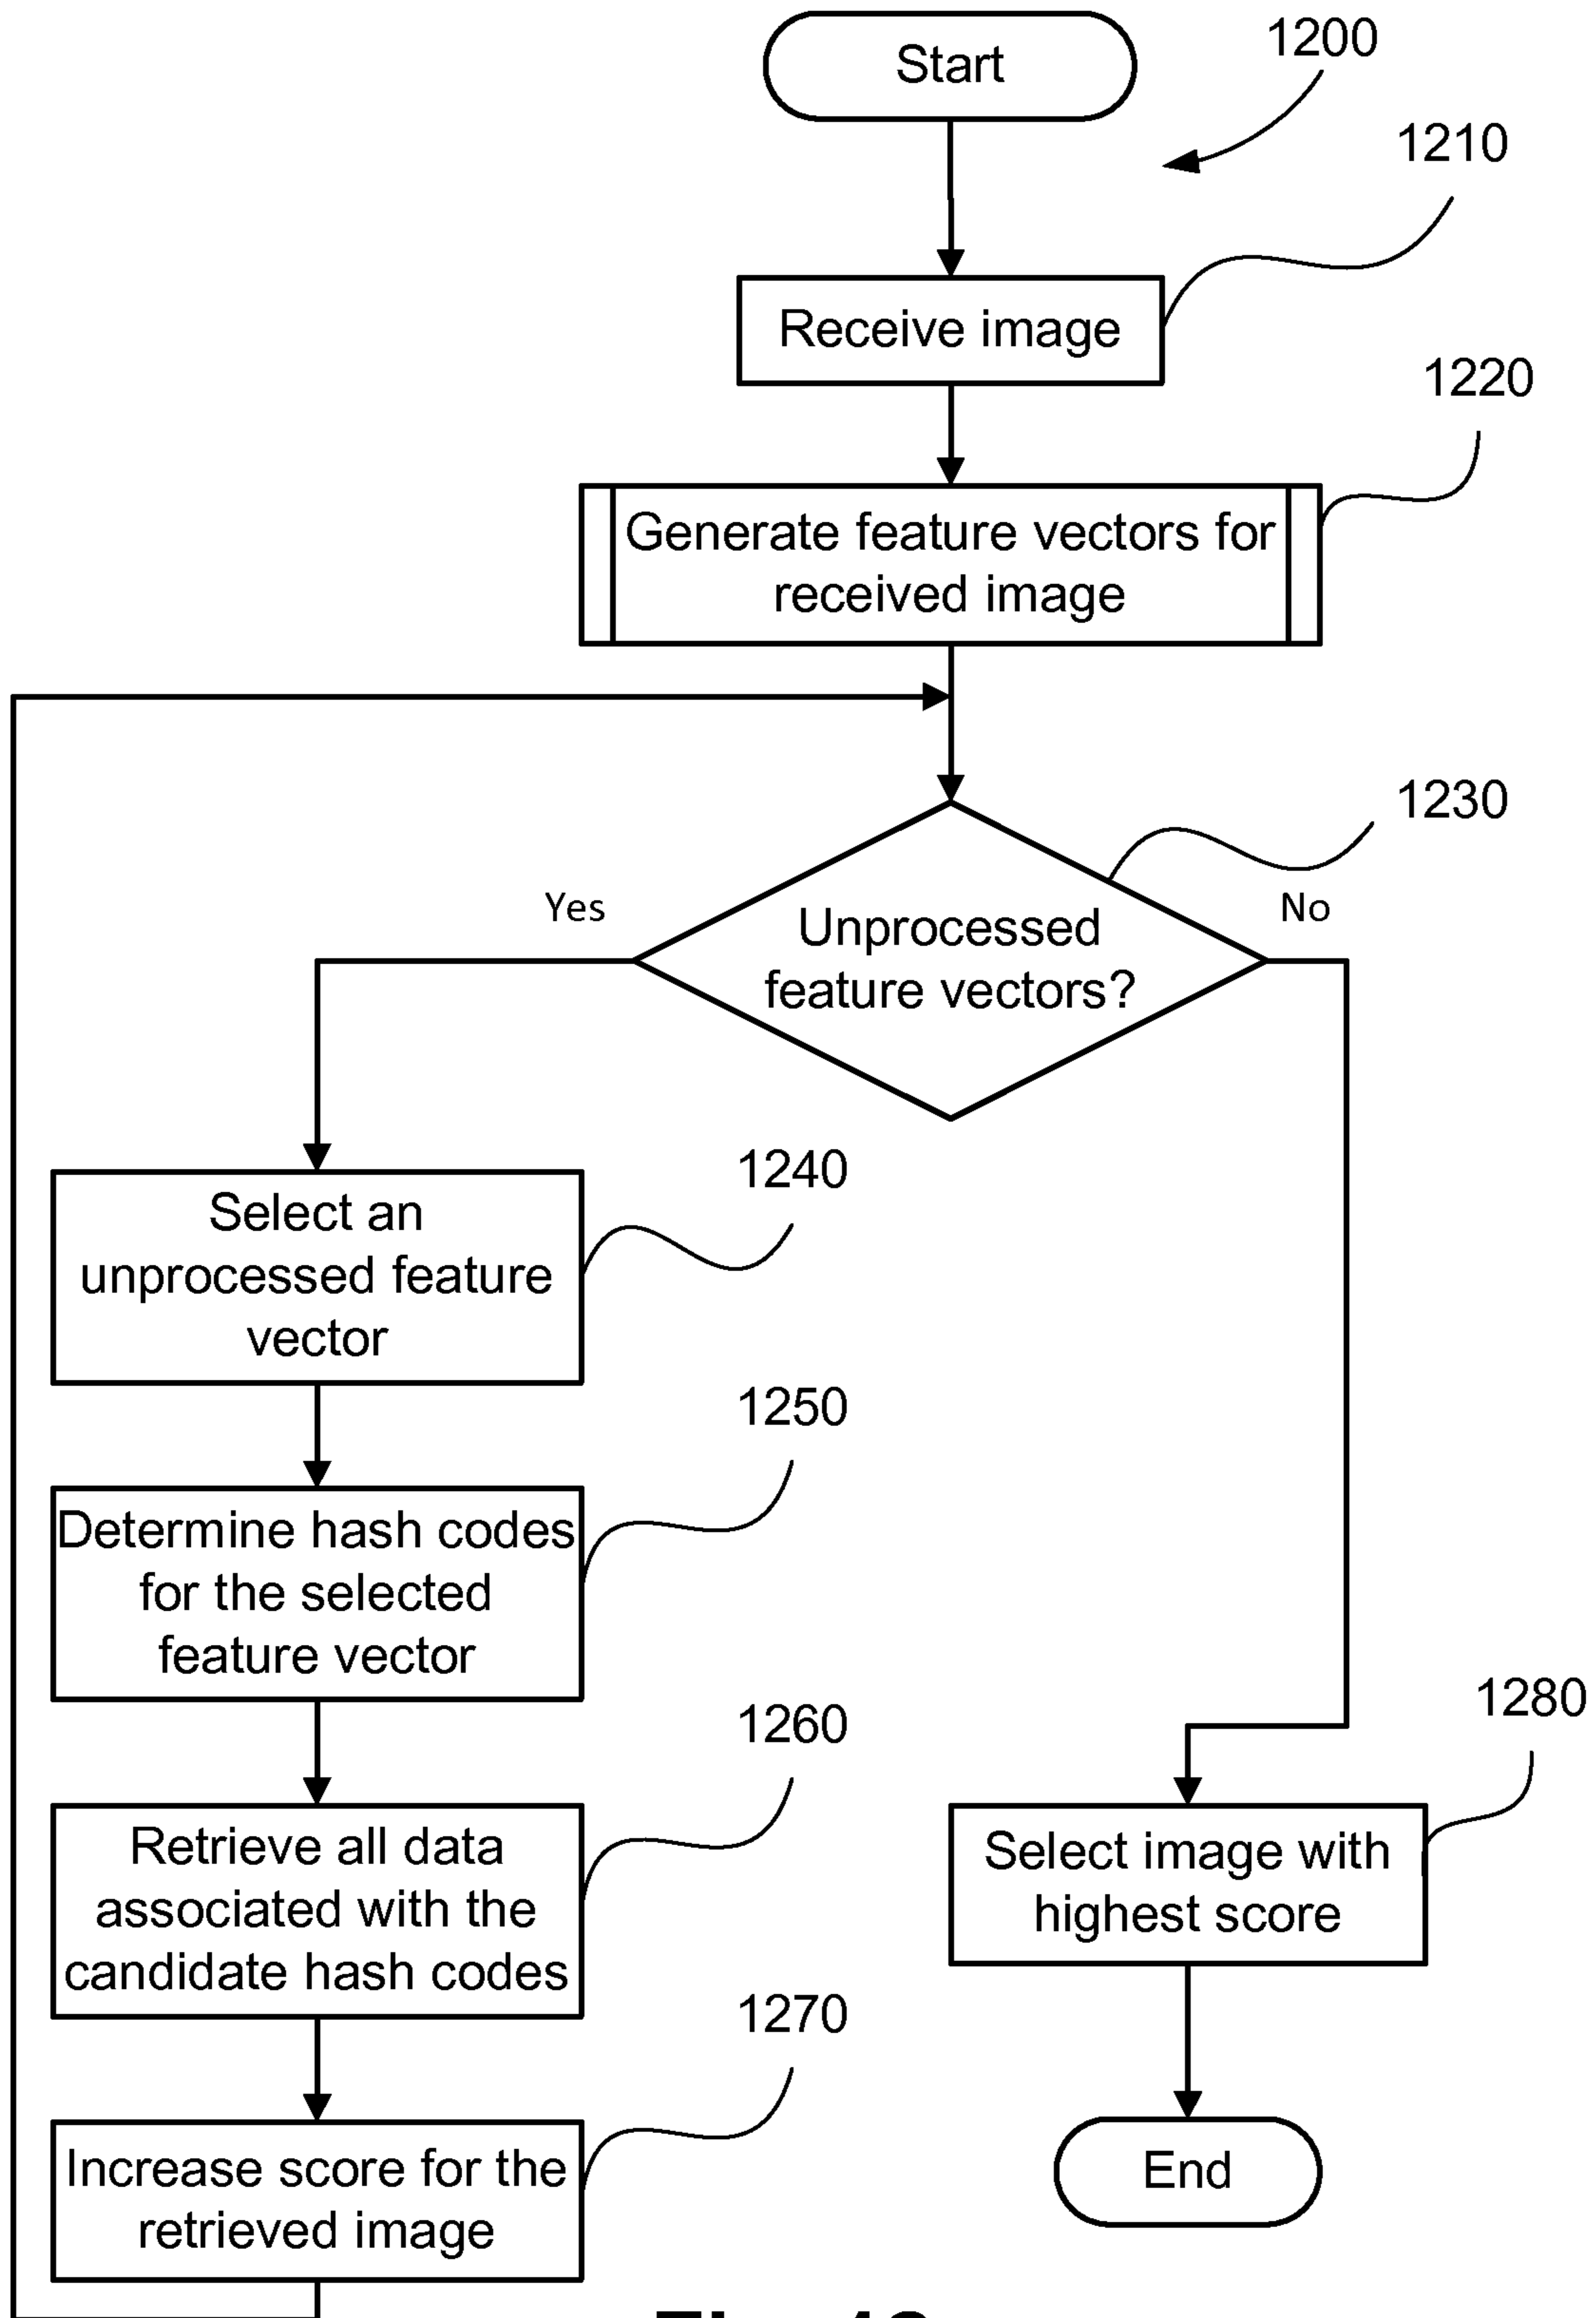 Start
1200
1210
Receive image
1220
Generate feature vectors for
received image
1230
Yes
No
Unprocessed
feature vectors?
1240
Select an
unprocessed feature
vector
1250
Determine hash codes
for the selected
feature vector
1260
Retrieve all data
associated with the
candidate hash codes
1280
Select image with
highest score
1270
Increase score for the
retrieved image
End